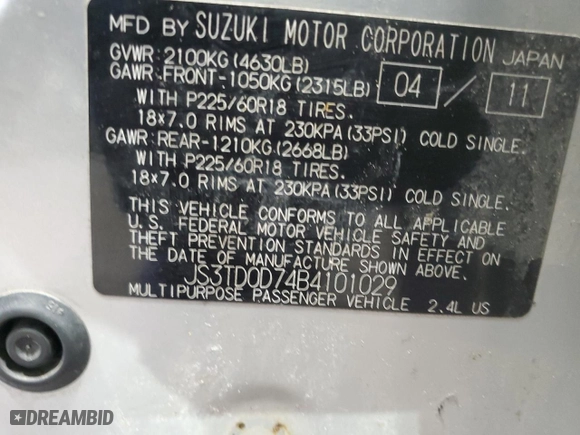 MFD BY SUZUKI MOTOR CORPORATION JAPAN
GVWR: 2100KG(4630LB)
GAWR:FRONT-1050KG(2315LB) 04 / 11
WITH P225/60R18 TIRES.
18×7.0 RIMS AT 230KPA(33PSI) COLD SINGLE.
GAWR:REAR-1210KG(2668LB)
WITH P225/60R18 TIRES.
18×7.0 RIMS AT 230KPA(33PSI) COLD SINGLE.
THIS VEHICLE CONFORMS TO ALL APPLICABLE
U.S. FEDERAL MOTOR VEHICLE SAFETY AND
THEFT PREVENTION STANDARDS IN EFFECT ON
THE DATE OF MANUFACTURE SHOWN ABOVE.
JS3TD0D74B4101029
MULTIPURPOSE PASSENGER VEHICLE 2.4L US
DREAMBID